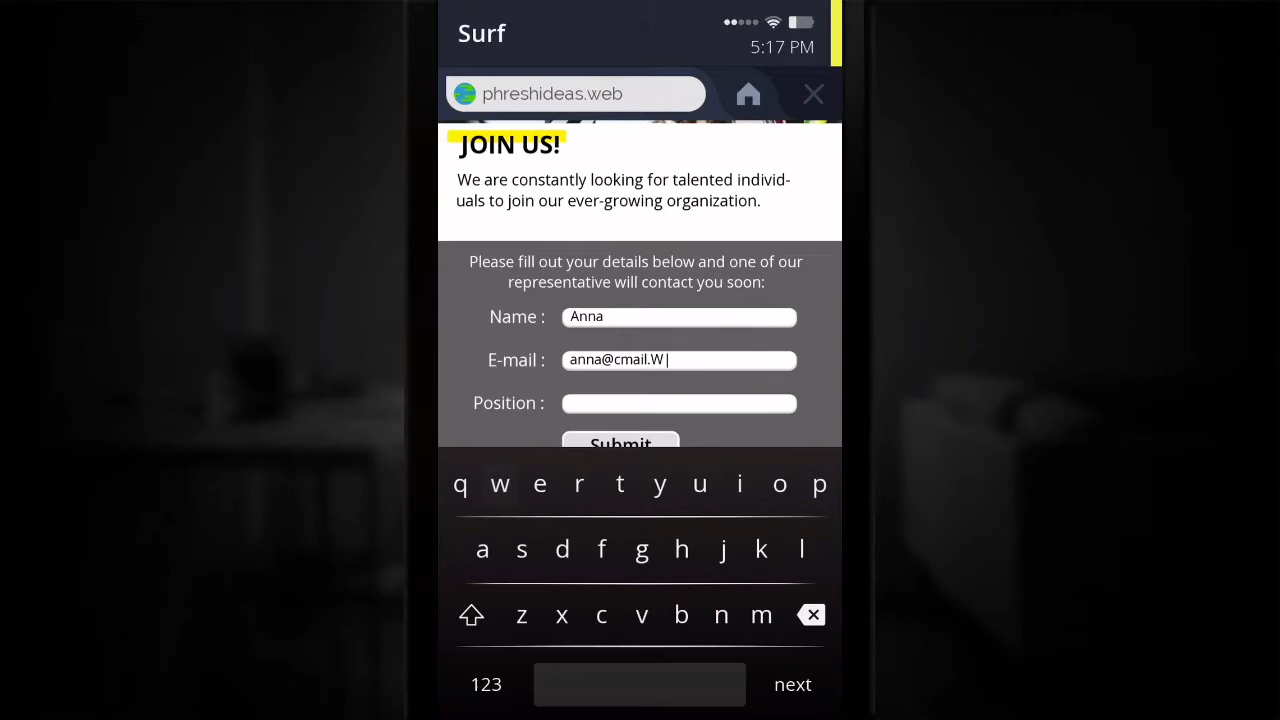 Surf
5:17 PM
phreshideas.web
JOIN US!
We are constantly looking for talented individ-
uals to join our ever-growing organization.
Please fill out your details below and one of our
representative will contact you soon:
Name : Anna
E-mail : anna@cmail.W|
Position :
Submit
q w e r t y u i o p
a s d f g h j k l
z x c v b n m
123 next